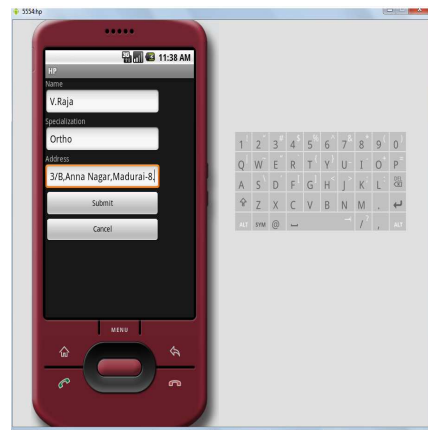 5554:hp
11:38 AM
HP
Name
V.Raja
Specialization
Ortho
Address
3/B,Anna Nagar,Madurai-8.
Submit
Cancel
MENU
1 2 3 4 5 6 7 8 9 0
Q W E R T Y U I O P
A S D F G H J K L
Z X C V B N M .
ALT SYM @ / , ALT